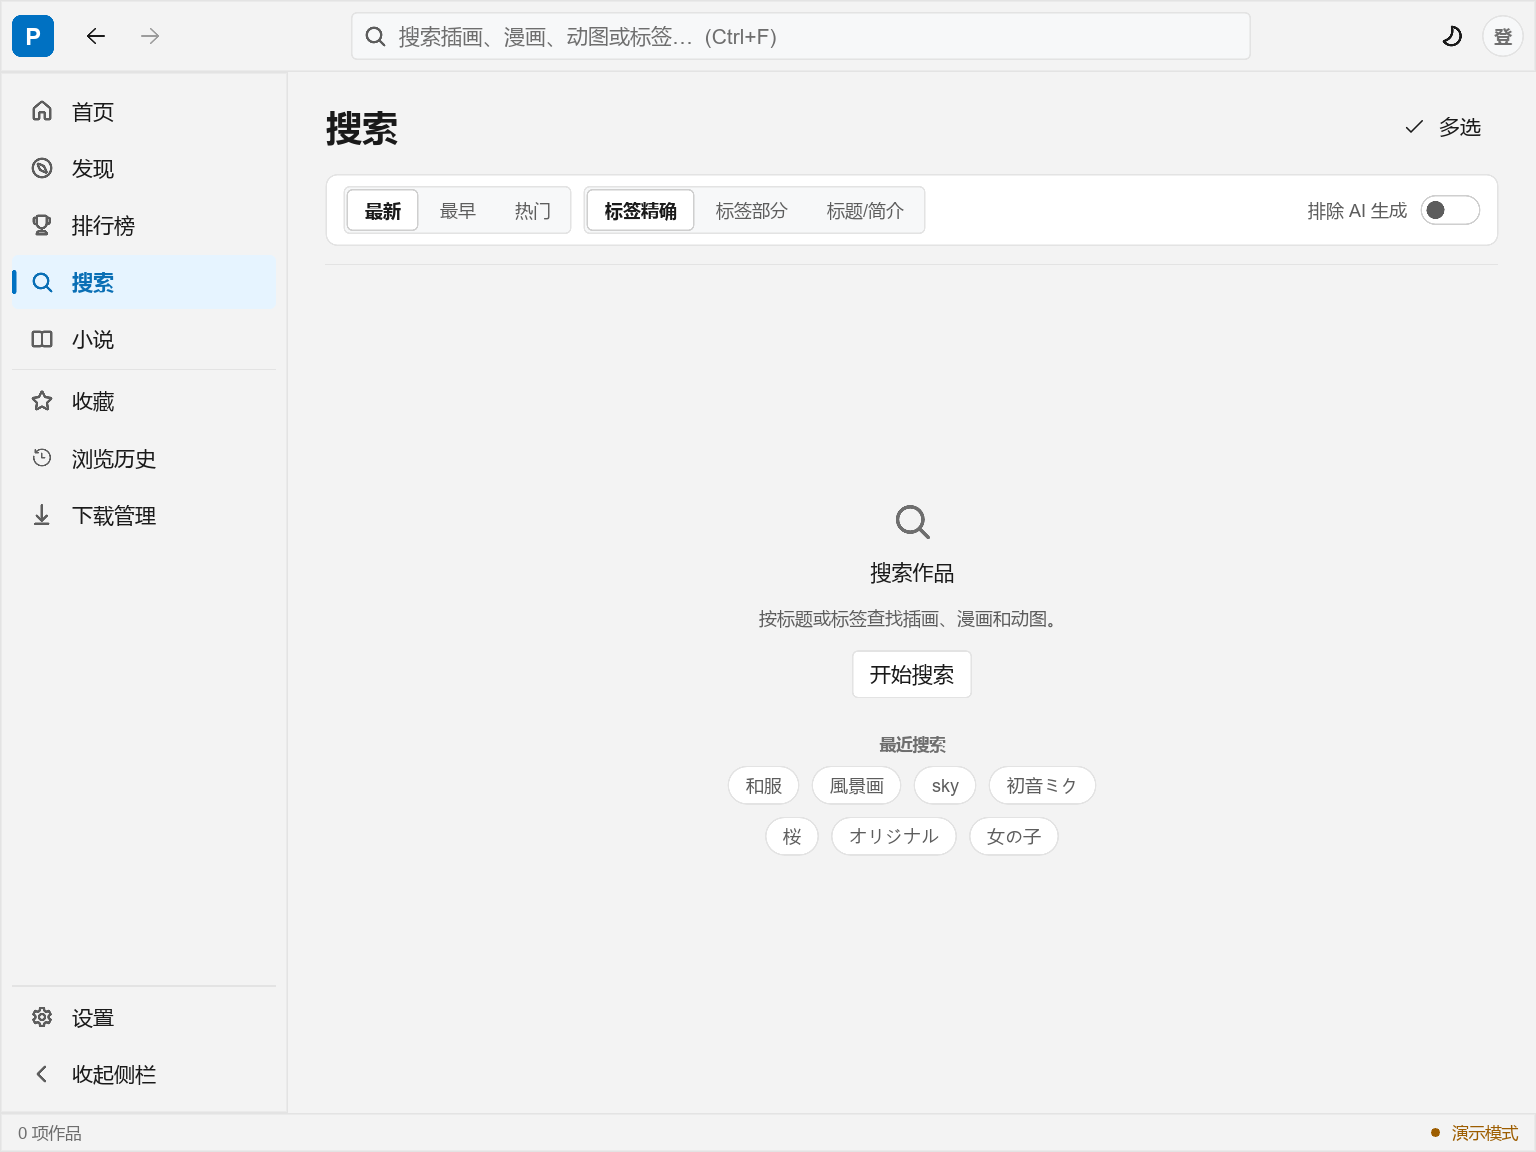 P
搜索插画、漫画、动图或标签… (Ctrl+F)
登
首页
发现
排行榜
搜索
小说
收藏
浏览历史
下载管理
设置
收起侧栏
搜索
多选
最新 最早 热门 标签精确 标签部分 标题/简介 排除 AI 生成
搜索作品
按标题或标签查找插画、漫画和动图。
开始搜索
最近搜索
和服 風景画 sky 初音ミク
桜 オリジナル 女の子
0 项作品
演示模式